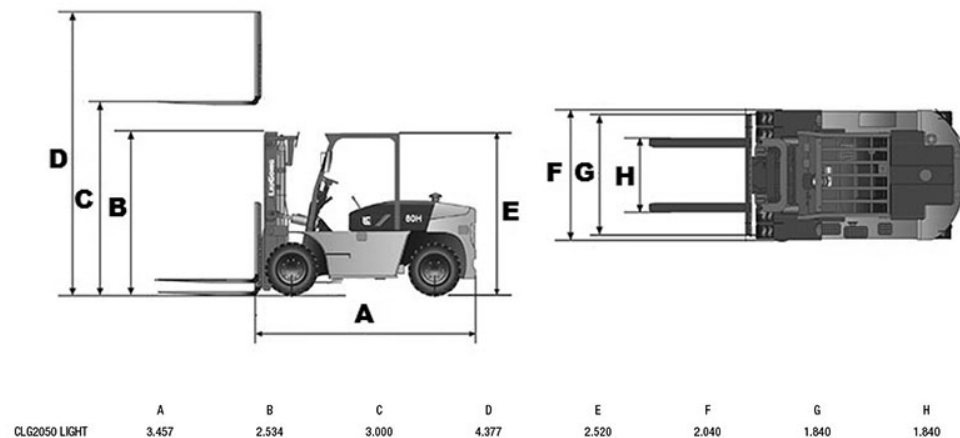 D
C
B
E
A
LIUGONG
80H
F
G
H
A B C D E F G H
CLG2050 LIGHT 3.457 2.534 3.000 4.377 2.520 2.040 1.840 1.840